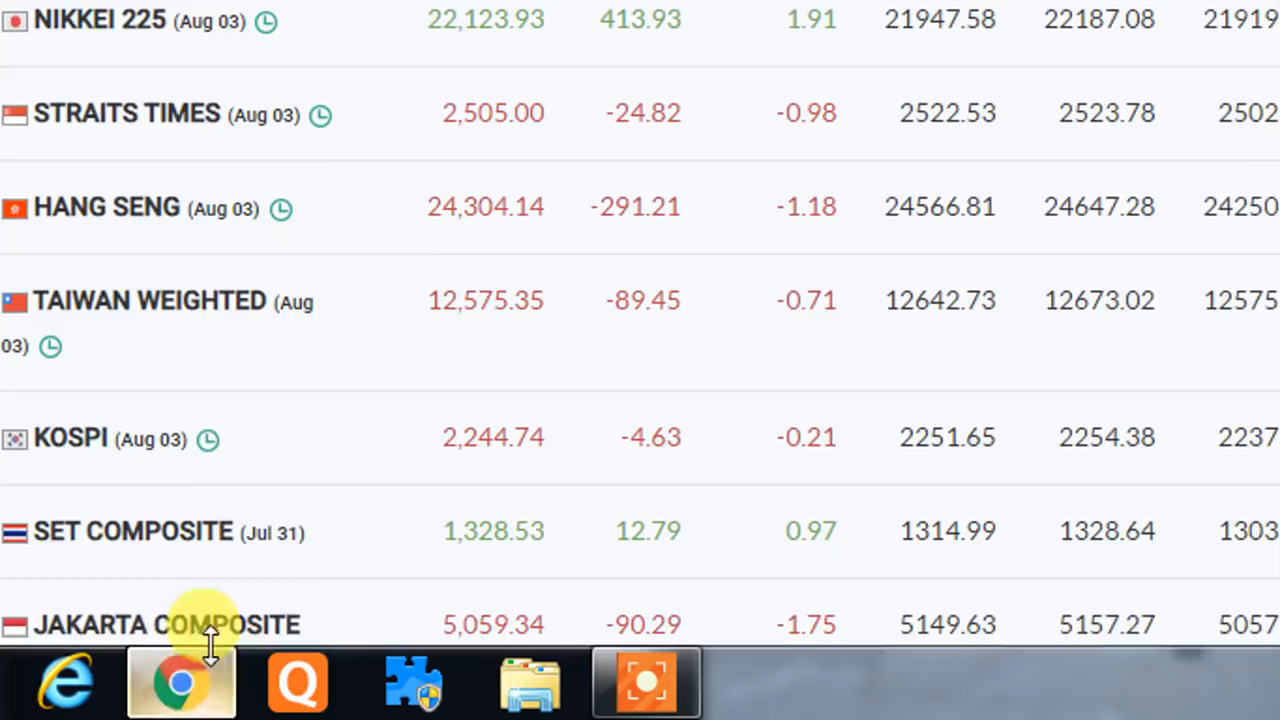 NIKKEI 225 (Aug 03) 22,123.93 413.93 1.91 21947.58 22187.08 21919
STRAITS TIMES (Aug 03) 2,505.00 -24.82 -0.98 2522.53 2523.78 2502
HANG SENG (Aug 03) 24,304.14 -291.21 -1.18 24566.81 24647.28 24250
TAIWAN WEIGHTED (Aug 12,575.35 -89.45 -0.71 12642.73 12673.02 12575
03)
KOSPI (Aug 03) 2,244.74 -4.63 -0.21 2251.65 2254.38 2237
SET COMPOSITE (Jul 31) 1,328.53 12.79 0.97 1314.99 1328.64 1303
JAKARTA COMPOSITE 5,059.34 -90.29 -1.75 5149.63 5157.27 5057
Q